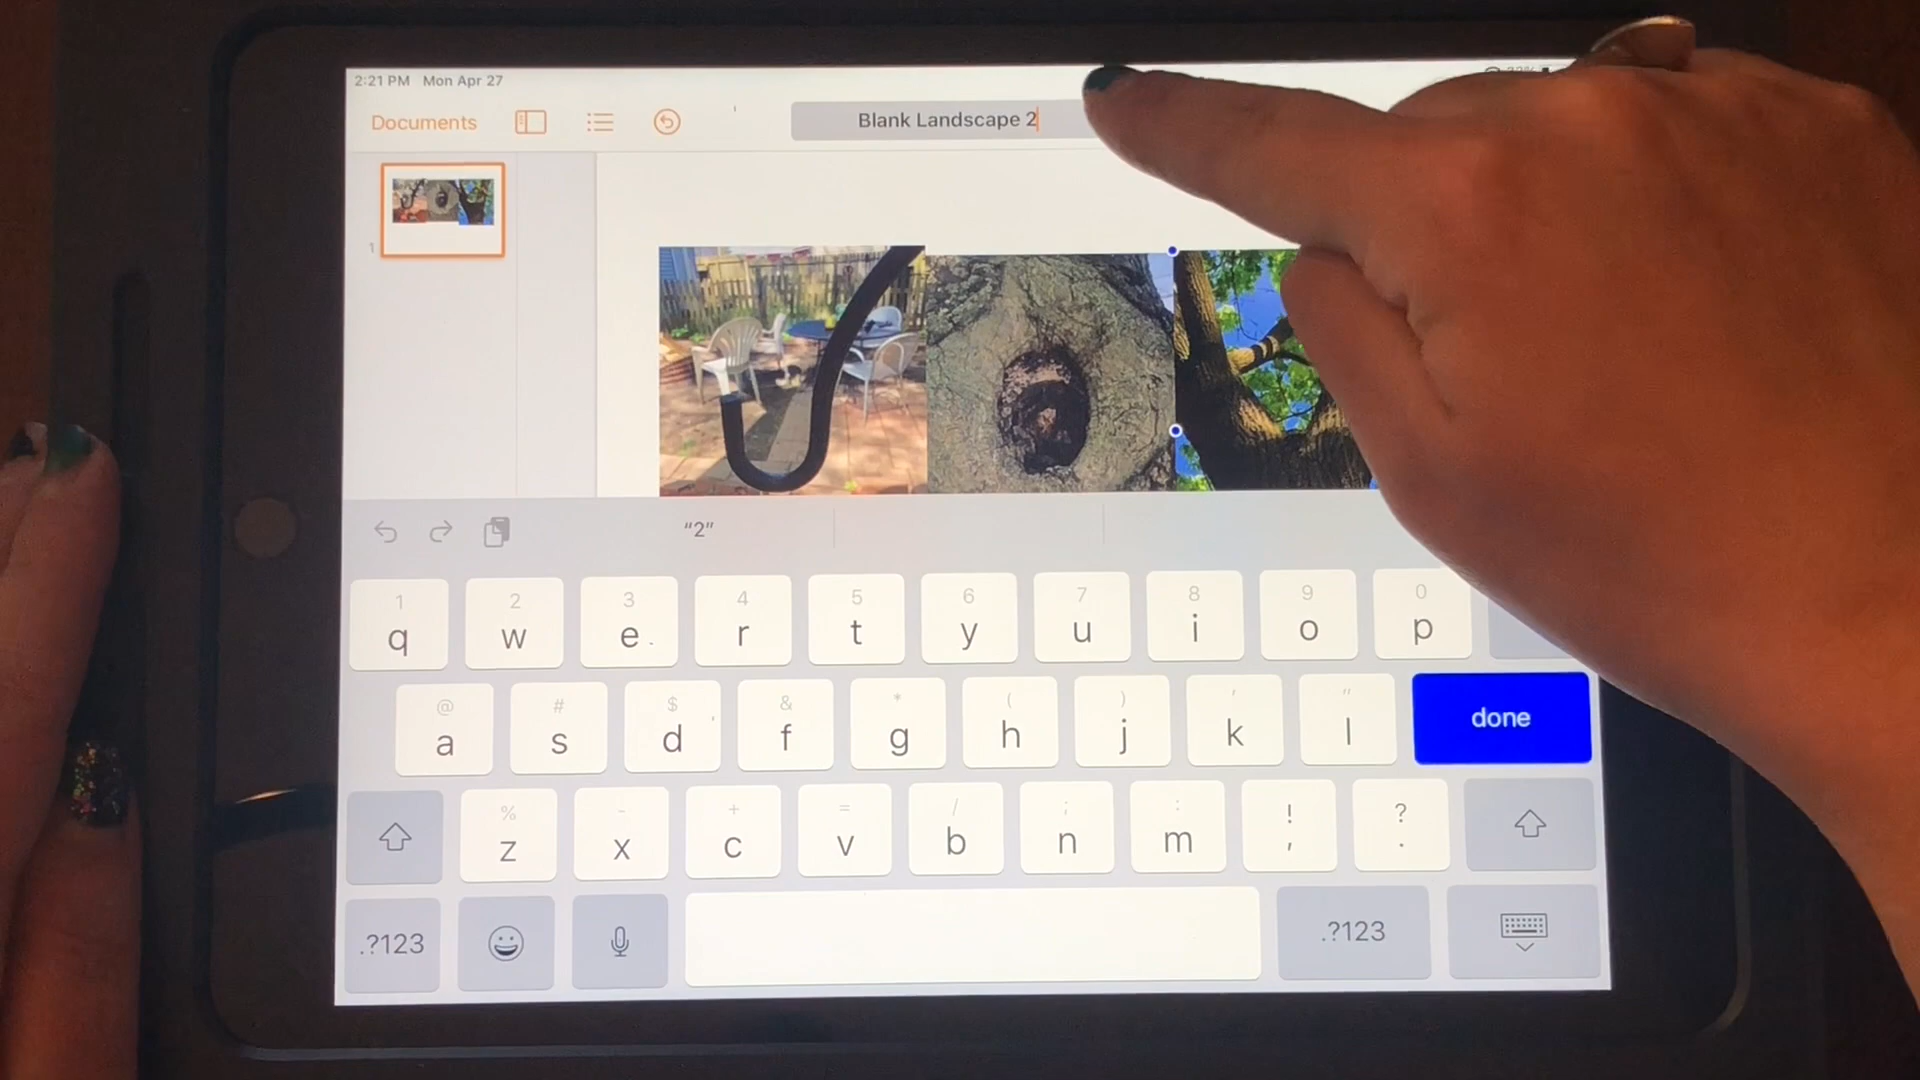 2:21 PM Mon Apr 27
Documents
Blank Landscape 2
1
"2"
1 2 3 4 5 6 7 8 9 0
q w e r t y u i o p
@ # $ & * ( ) ' "
a s d f g h j k l done
% - + = / ; : ! ?
z x c v b n m , .
.?123 .?123